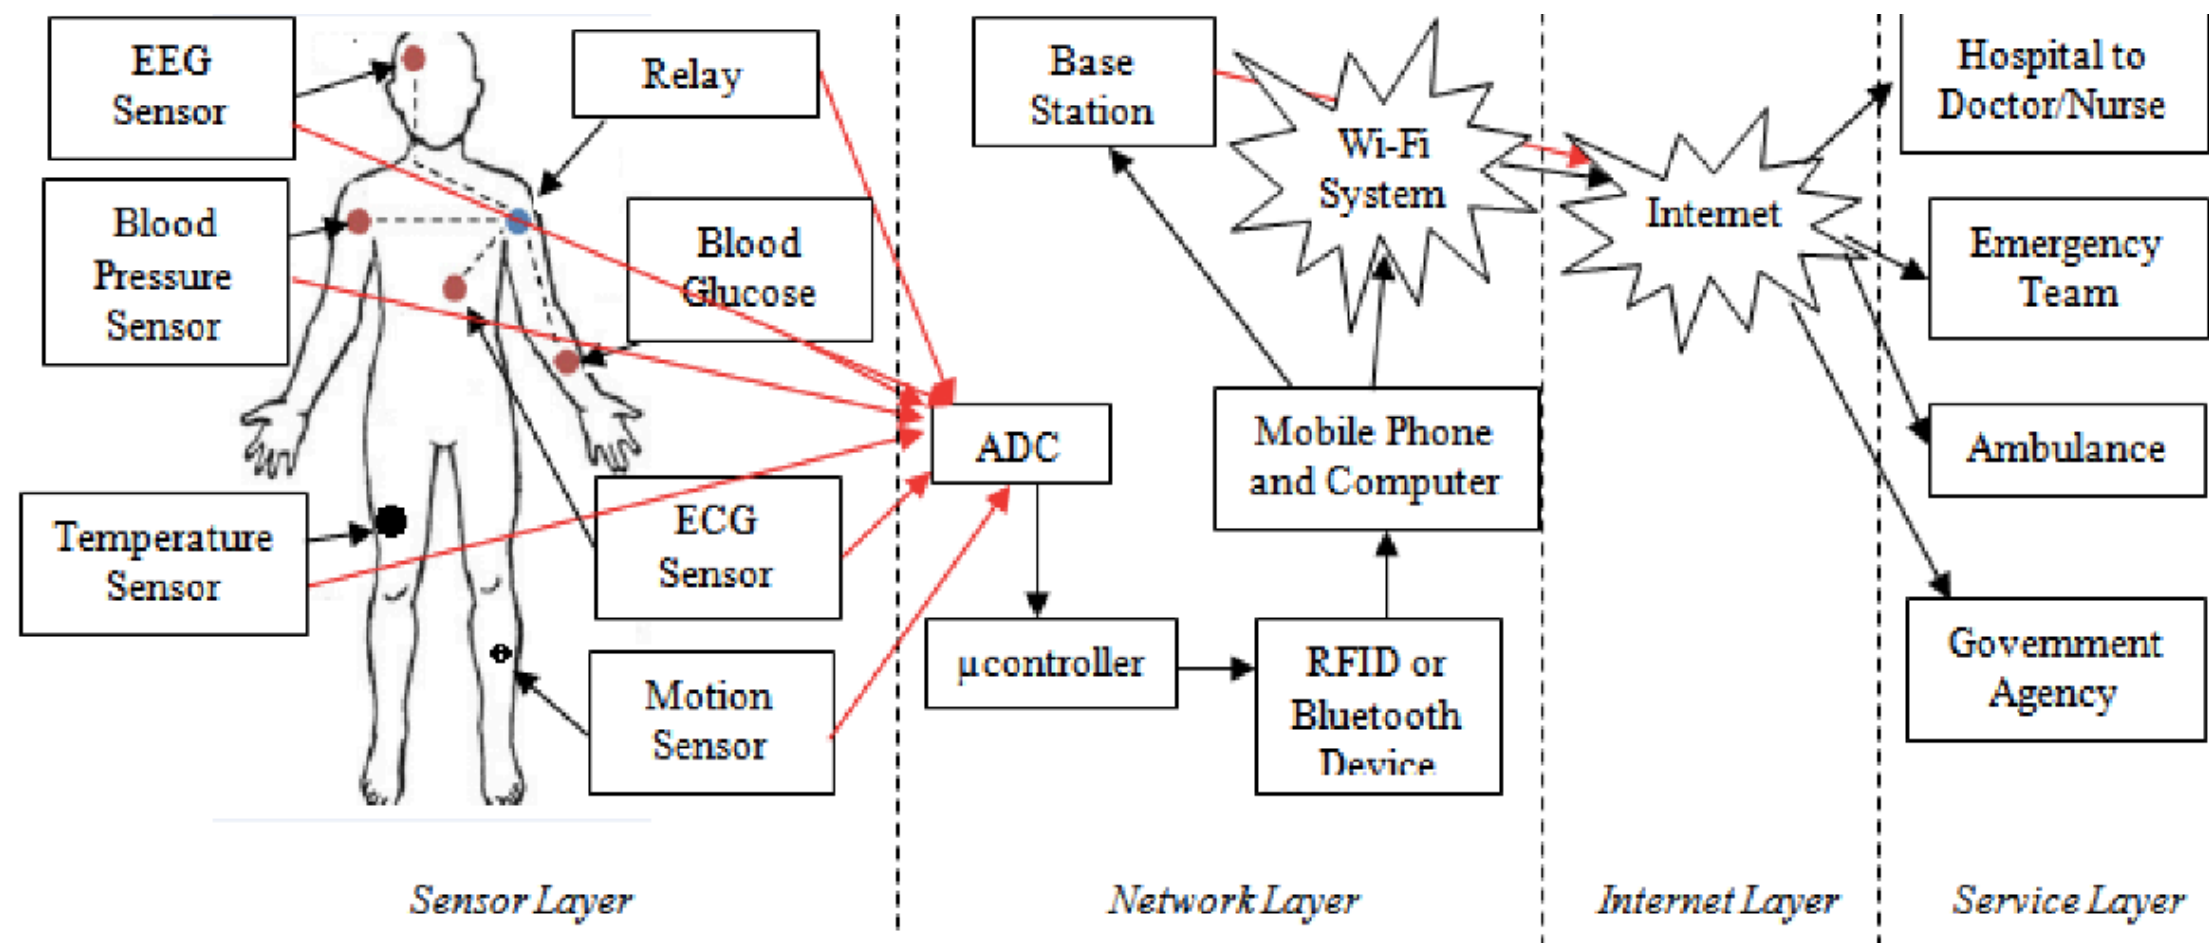 EEG
Sensor
Relay
Blood
Pressure
Sensor
Blood
Glucose
Temperature
Sensor
ECG
Sensor
Motion
Sensor
Sensor Layer
Base
Station
Wi-Fi
System
ADC
Mobile Phone
and Computer
µcontroller
RFID or
Bluetooth
Device
Network Layer
Internet
Internet Layer
Hospital to
Doctor/Nurse
Emergency
Team
Ambulance
Government
Agency
Service Layer